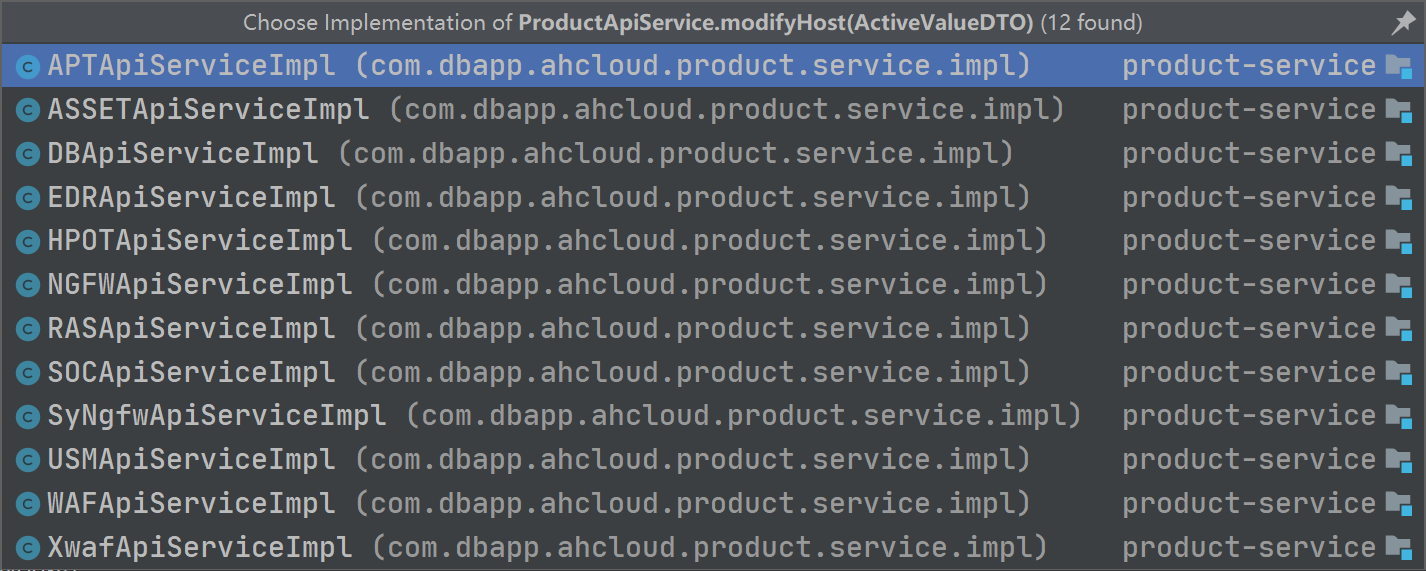 Choose Implementation of ProductApiService.modifyHost(ActiveValueDTO) (12 found)
C APTApiServiceImpl (com.dbapp.ahcloud.product.service.impl) product-service
C ASSETApiServiceImpl (com.dbapp.ahcloud.product.service.impl) product-service
C DBApiServiceImpl (com.dbapp.ahcloud.product.service.impl) product-service
C EDRApiServiceImpl (com.dbapp.ahcloud.product.service.impl) product-service
C HPOTApiServiceImpl (com.dbapp.ahcloud.product.service.impl) product-service
C NGFWApiServiceImpl (com.dbapp.ahcloud.product.service.impl) product-service
C RASApiServiceImpl (com.dbapp.ahcloud.product.service.impl) product-service
C SOCApiServiceImpl (com.dbapp.ahcloud.product.service.impl) product-service
C SyNgfwApiServiceImpl (com.dbapp.ahcloud.product.service.impl) product-service
C USMApiServiceImpl (com.dbapp.ahcloud.product.service.impl) product-service
C WAFApiServiceImpl (com.dbapp.ahcloud.product.service.impl) product-service
C XwafApiServiceImpl (com.dbapp.ahcloud.product.service.impl) product-service